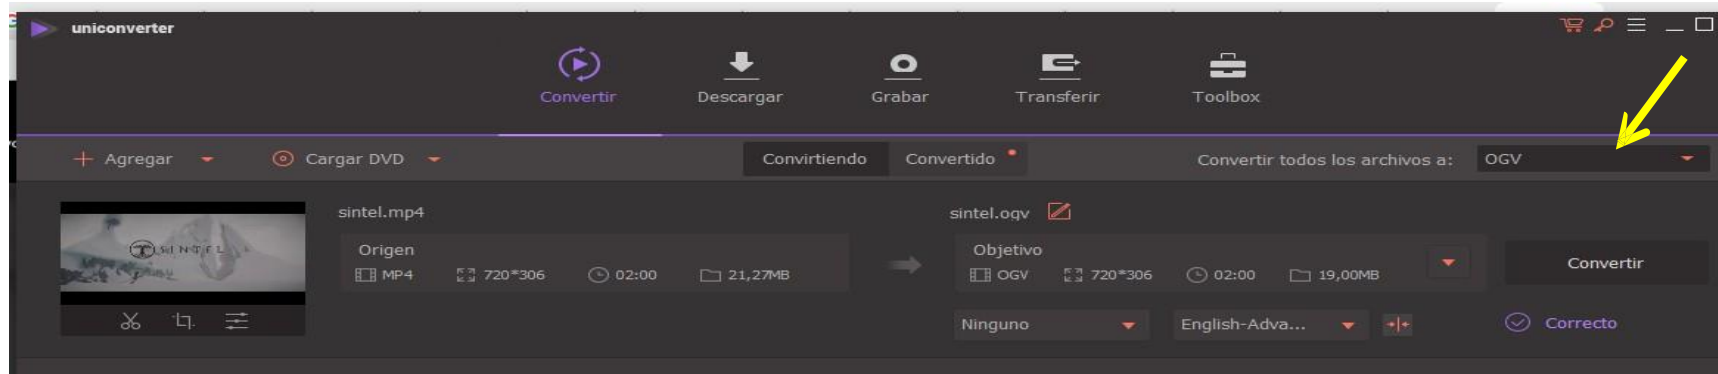 uniconverter
Convertir Descargar Grabar Transferir Toolbox
Agregar Cargar DVD Convirtiendo Convertido Convertir todos los archivos a: OGV
sintel.mp4 sintel.ogv
SINTEL
Origen Objetivo
MP4 720*306 02:00 21,27MB OGV 720*306 02:00 19,00MB Convertir
Ninguno English-Adva... Correcto